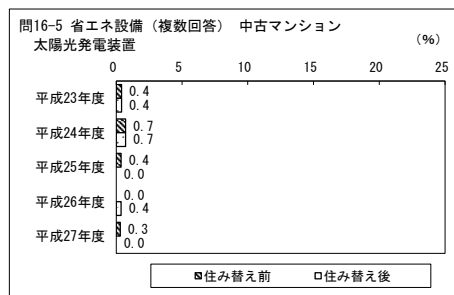 問16-5 省エネ設備（複数回答） 中古マンション
太陽光発電装置 （％）
0 5 10 15 20 25
平成23年度 0.4
0.4
平成24年度 0.7
0.7
平成25年度 0.4
0.0
平成26年度 0.0
0.4
平成27年度 0.3
0.0
住み替え前 住み替え後